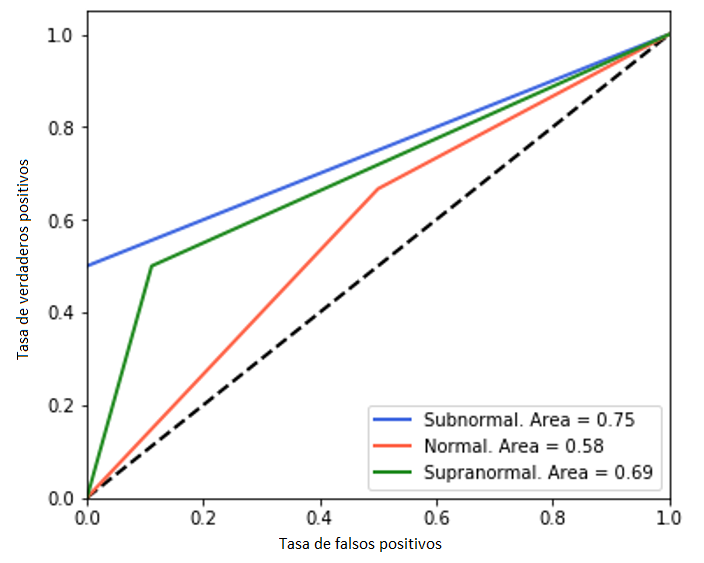 1.0
0.8
0.6
0.4
0.2
0.0
Tasa de verdaderos positivos
Subnormal. Area = 0.75
Normal. Area = 0.58
Supranormal. Area = 0.69
0.0 0.2 0.4 0.6 0.8 1.0
Tasa de falsos positivos